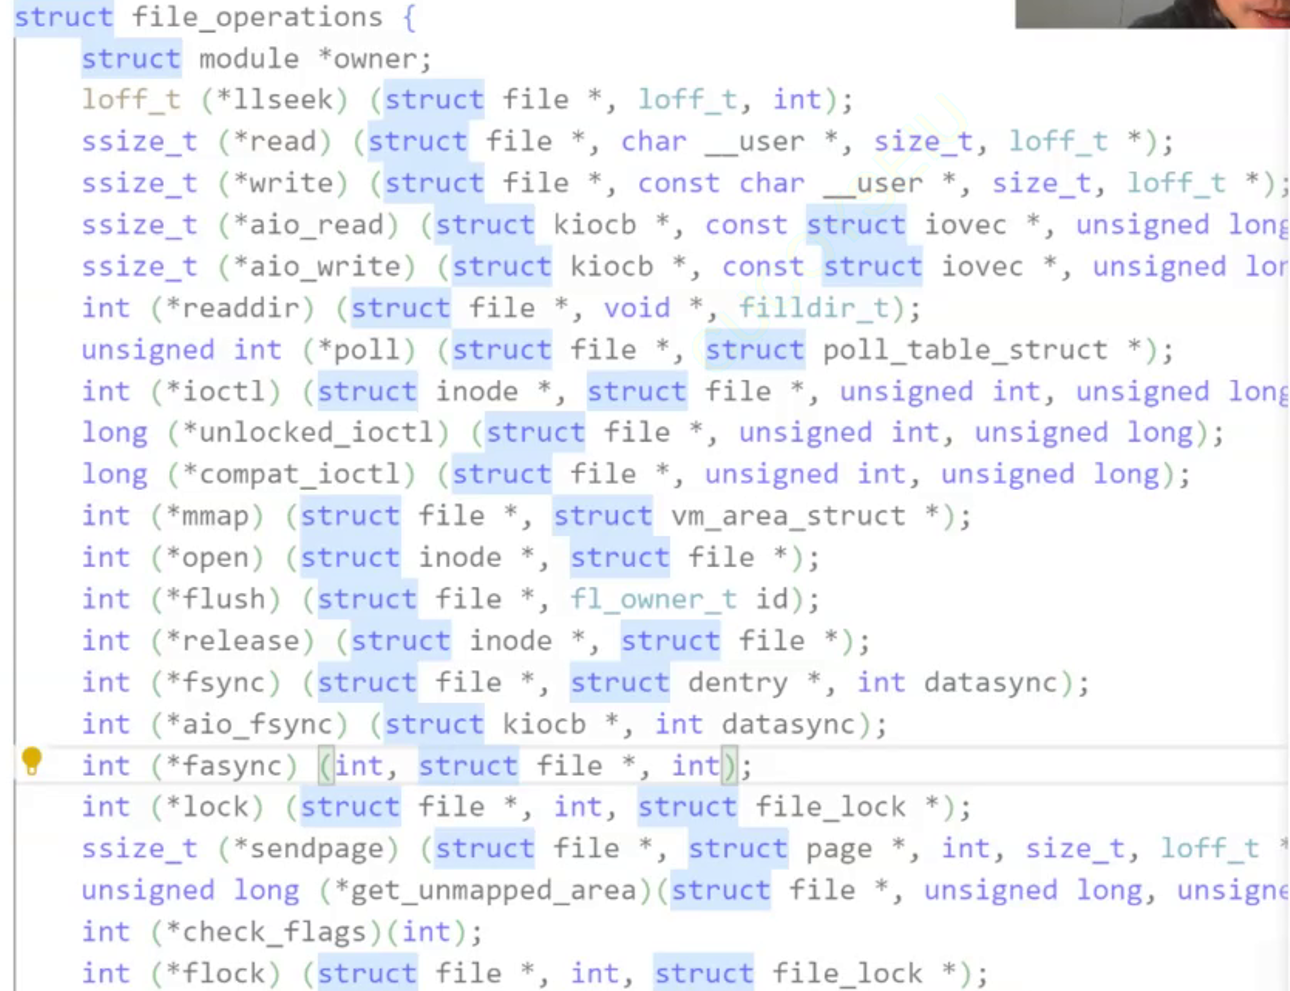 struct file_operations {
struct module *owner;
loff_t (*llseek) (struct file *, loff_t, int);
ssize_t (*read) (struct file *, char __user *, size_t, loff_t *);
ssize_t (*write) (struct file *, const char __user *, size_t, loff_t *);
ssize_t (*aio_read) (struct kiocb *, const struct iovec *, unsigned long
ssize_t (*aio_write) (struct kiocb *, const struct iovec *, unsigned lon
int (*readdir) (struct file *, void *, filldir_t);
unsigned int (*poll) (struct file *, struct poll_table_struct *);
int (*ioctl) (struct inode *, struct file *, unsigned int, unsigned long
long (*unlocked_ioctl) (struct file *, unsigned int, unsigned long);
long (*compat_ioctl) (struct file *, unsigned int, unsigned long);
int (*mmap) (struct file *, struct vm_area_struct *);
int (*open) (struct inode *, struct file *);
int (*flush) (struct file *, fl_owner_t id);
int (*release) (struct inode *, struct file *);
int (*fsync) (struct file *, struct dentry *, int datasync);
int (*aio_fsync) (struct kiocb *, int datasync);
int (*fasync) (int, struct file *, int);
int (*lock) (struct file *, int, struct file_lock *);
ssize_t (*sendpage) (struct file *, struct page *, int, size_t, loff_t *
unsigned long (*get_unmapped_area)(struct file *, unsigned long, unsigne
int (*check_flags)(int);
int (*flock) (struct file *, int, struct file_lock *);